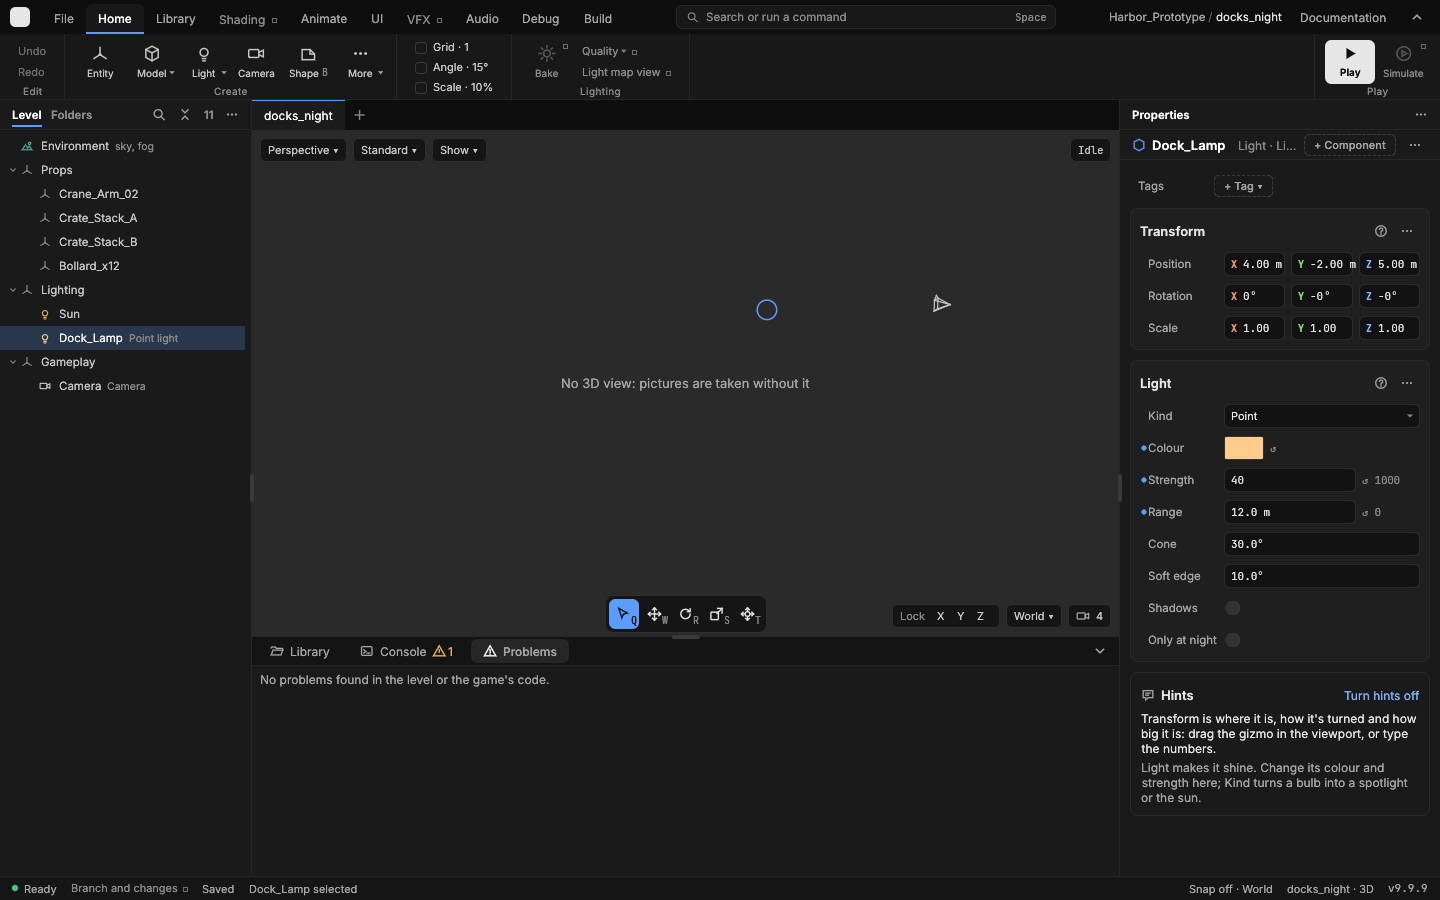 File Home Library Shading Animate UI VFX Audio Debug Build
Search or run a command Space
Harbor_Prototype / docks_night Documentation
Undo
Redo
Edit
Entity Model Light Camera Shape B More
Create
Grid · 1
Angle · 15°
Scale · 10%
Bake
Quality
Light map view
Lighting
Play Simulate
Play
Level Folders 11
Environment sky, fog
Props
Crane_Arm_02
Crate_Stack_A
Crate_Stack_B
Bollard_x12
Lighting
Sun
Dock_Lamp Point light
Gameplay
Camera Camera
docks_night
Perspective Standard Show Idle
No 3D view: pictures are taken without it
Q W R S T
Lock X Y Z World 4
Library Console 1 Problems
No problems found in the level or the game's code.
Properties
Dock_Lamp Light · Li... + Component
Tags + Tag
Transform
Position X 4.00 m Y -2.00 m Z 5.00 m
Rotation X 0° Y -0° Z -0°
Scale X 1.00 Y 1.00 Z 1.00
Light
Kind Point
Colour
Strength 40 1000
Range 12.0 m 0
Cone 30.0°
Soft edge 10.0°
Shadows
Only at night
Hints Turn hints off
Transform is where it is, how it's turned and how
big it is: drag the gizmo in the viewport, or type
the numbers.
Light makes it shine. Change its colour and
strength here; Kind turns a bulb into a spotlight
or the sun.
Ready Branch and changes Saved Dock_Lamp selected
Snap off · World docks_night · 3D v9.9.9